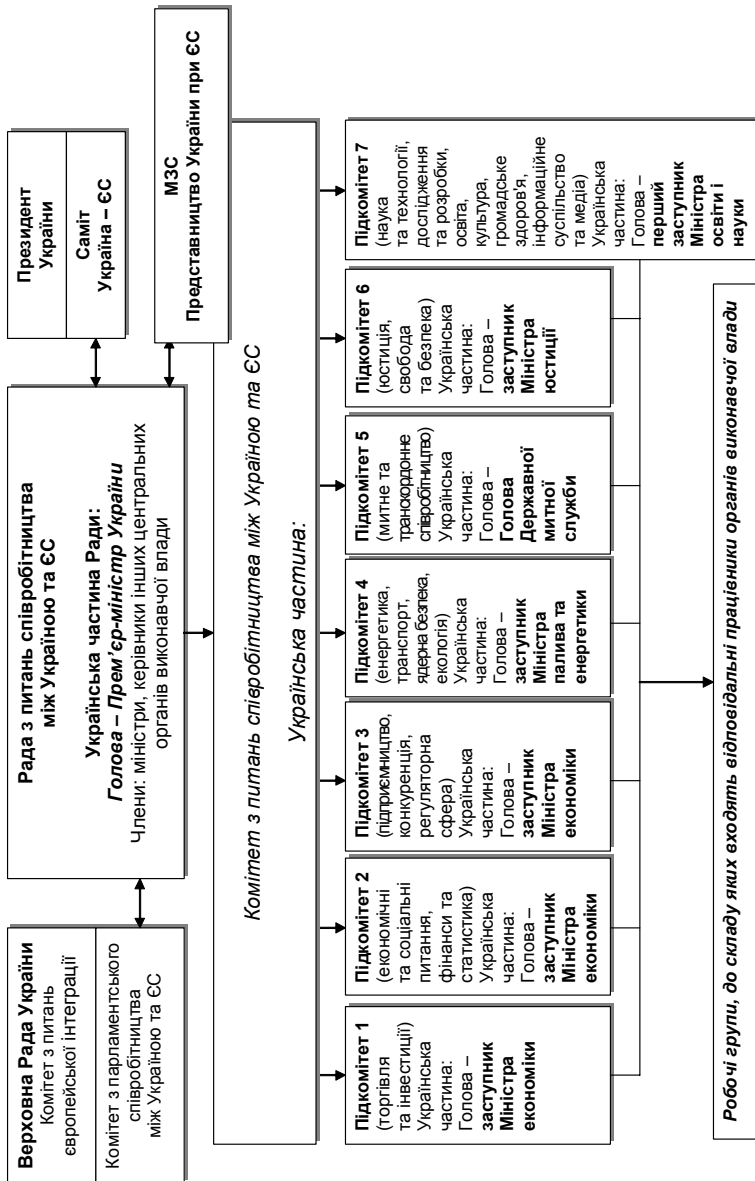 Верховна Рада України
Комітет з питань
європейської інтеграції
Комітет з парламентського
співробітництва
між Україною та ЄС
Рада з питань співробітництва
між Україною та ЄС
Українська частина Ради:
Голова – Прем’єр-міністр України
Члени: міністри, керівники інших центральних
органів виконавчої влади
Президент
України
Саміт
Україна – ЄС
МЗС
Представництво України при ЄС
Комітет з питань співробітництва між Україною та ЄС
Українська частина:
Підкомітет 1
(торгівля
та інвестиції)
Українська
частина:
Голова –
заступник
Міністра
економіки
Підкомітет 2
(економічні
та соціальні
питання,
фінанси та
статистика)
Українська
частина:
Голова –
заступник
Міністра
економіки
Підкомітет 3
(підприємництво,
конкуренція,
регуляторна
сфера)
Українська
частина:
Голова –
заступник
Міністра
економіки
Підкомітет 4
(енергетика,
транспорт,
ядерна безпека,
екологія)
Українська
частина:
Голова –
заступник
Міністра
палива та
енергетики
Підкомітет 5
(митне та
транскордонне
співробітництво)
Українська
частина:
Голова –
Голова
Державної
митної
служби
Підкомітет 6
(юстиція,
свобода
та безпека)
Українська
частина:
Голова –
заступник
Міністра
юстиції
Підкомітет 7
(наука
та технології,
дослідження
та розробки,
освіта,
культура,
громадське
здоров'я,
інформаційне
суспільство
та медіа)
Українська
частина:
Голова –
перший
заступник
Міністра
освіти і
науки
Робочі групи, до складу яких входять відповідальні працівники органів виконавчої влади